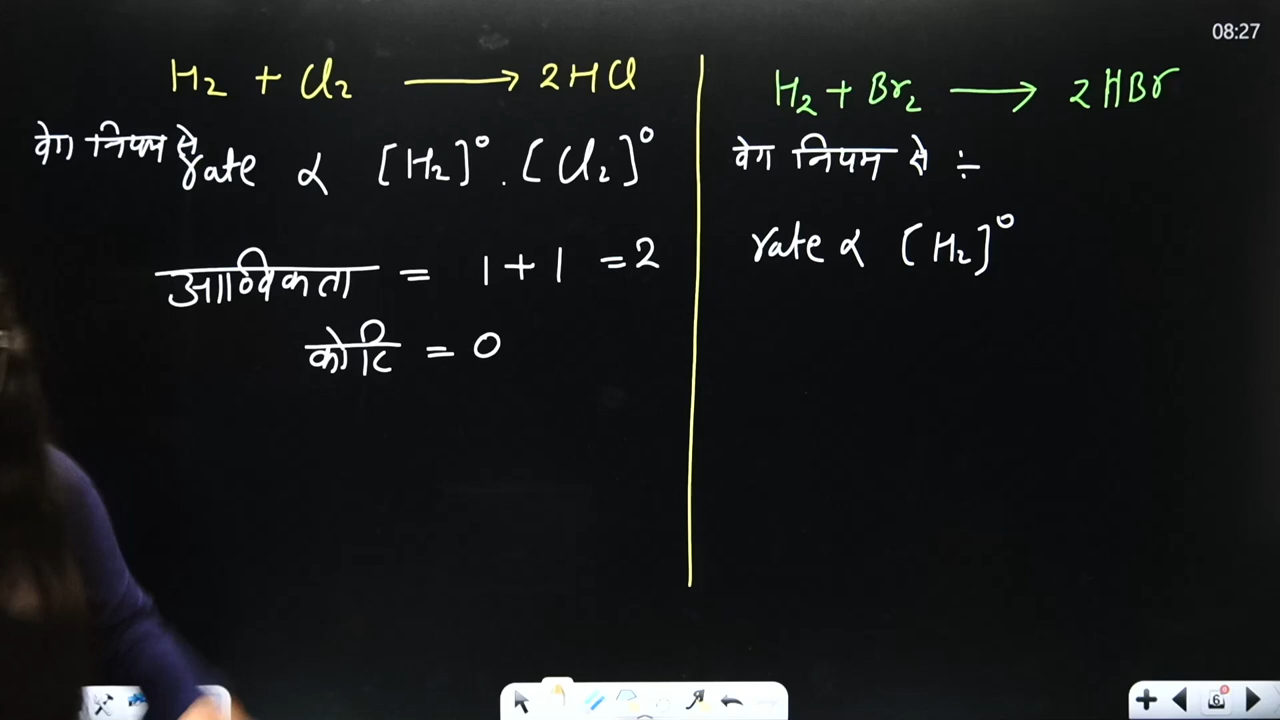 08:27
H₂ + Cl₂ ⟶ 2HCl
वेग नियम से
rate ∝ [H₂]⁰ . [Cl₂]⁰
आण्विकता = 1 + 1 = 2
कोटि = 0
H₂ + Br₂ ⟶ 2HBr
वेग नियम से ÷
rate ∝ [H₂]⁰
6